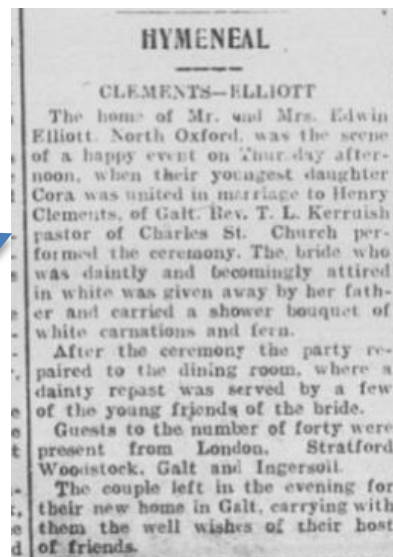 HYMENEAL
CLEMENTS—ELLIOTT
The home of Mr. and Mrs. Edwin
Elliott, North Oxford, was the scene
of a happy event on Thursday after-
noon, when their youngest daughter
Cora was united in marriage to Henry
Clements, of Galt. Rev. T. L. Kerruish
pastor of Charles St. Church per-
formed the ceremony. The bride who
was daintly and becomingly attired
in white was given away by her fath-
er and carried a shower bouquet of
white carnations and fern.
After the ceremony the party re-
paired to the dining room, where a
dainty repast was served by a few
of the young friends of the bride.
Guests to the number of forty were
present from London, Stratford
Woodstock, Galt and Ingersoll.
The couple left in the evening for
their new home in Galt, carrying with
them the well wishes of their host
of friends.